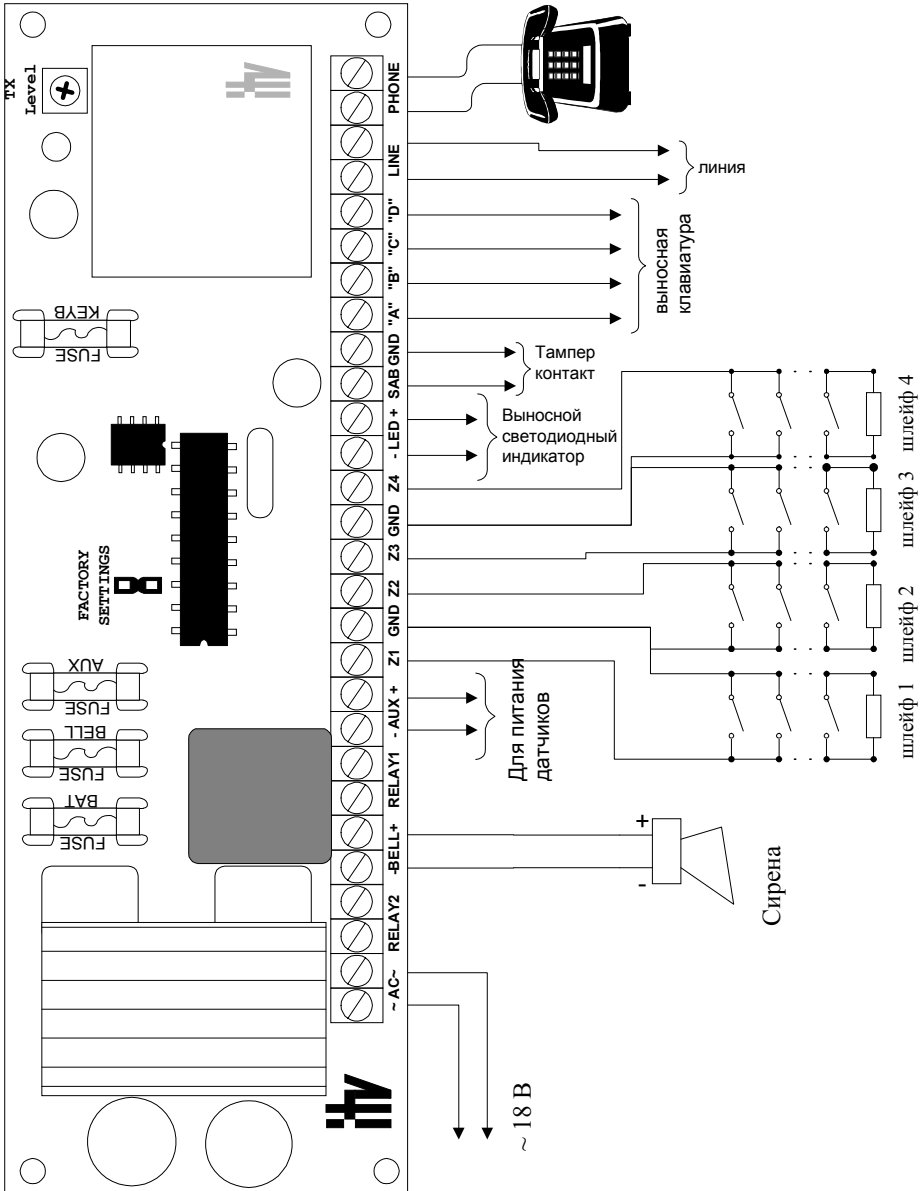 TX
Level
PHONE
LINE
"D"
"C"
"B"
"A"
GND
SAB
- LED +
Z4
GND
Z3
Z2
GND
Z1
- AUX +
RELAY1
-BELL+
RELAY2
~ AC~
FUSE
KEYB
FACTORY
SETTINGS
FUSE
AUX
FUSE
BELL
FUSE
BAT
itv
itv
линия
выносная
клавиатура
Тампер
контакт
Выносной
светодиодный
индикатор
Для питания
датчиков
шлейф 4
шлейф 3
шлейф 2
шлейф 1
+
-
Сирена
~ 18 В